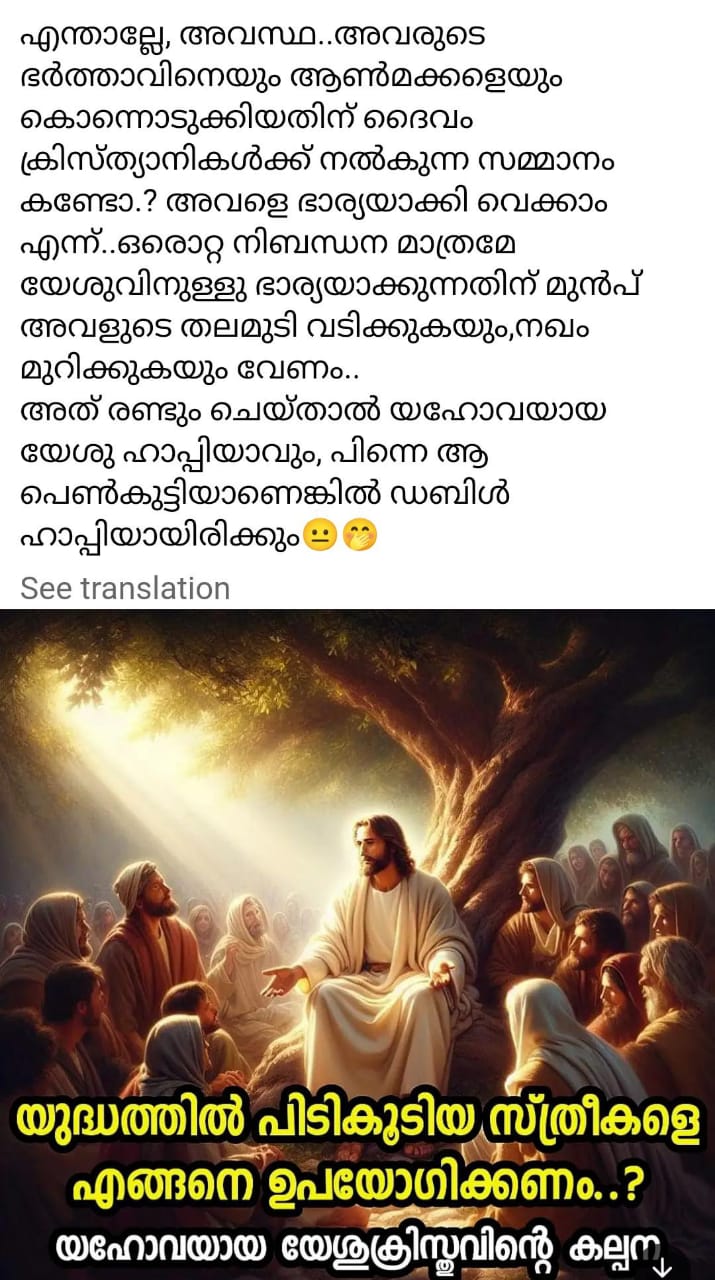 എന്താല്ലേ, അവസ്ഥ..അവരുടെ
ഭർത്താവിനെയും ആൺമക്കളെയും
കൊന്നൊടുക്കിയതിന് ദൈവം
ക്രിസ്ത്യാനികൾക്ക് നൽകുന്ന സമ്മാനം
കണ്ടോ.? അവളെ ഭാര്യയാക്കി വെക്കാം
എന്ന്..ഒരൊറ്റ നിബന്ധന മാത്രമേ
യേശുവിനുള്ളു ഭാര്യയാക്കുന്നതിന് മുൻപ്
അവളുടെ തലമുടി വടിക്കുകയും,നഖം
മുറിക്കുകയും വേണം..
അത് രണ്ടും ചെയ്താൽ യഹോവയായ
യേശു ഹാപ്പിയാവും, പിന്നെ ആ
പെൺകുട്ടിയാണെങ്കിൽ ഡബിൾ
ഹാപ്പിയായിരിക്കും😐🤭
See translation
യുദ്ധത്തിൽ പിടികൂടിയ സ്ത്രീകളെ
എങ്ങനെ ഉപയോഗിക്കണം..?
യഹോവയായ യേശുക്രിസ്തുവിന്റെ കല്പന